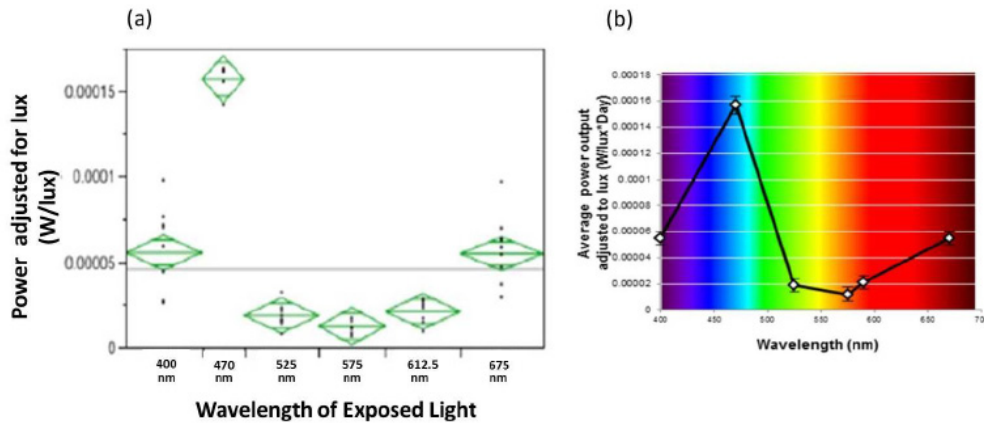 (a)
Power adjusted for lux
(W/lux)
0.00015
0.0001
0.00005
0
400 nm
470 nm
525 nm
575 nm
612.5 nm
675 nm
Wavelength of Exposed Light
(b)
Average power output
adjusted to lux (W/lux*Day)
0.00018
0.00016
0.00014
0.00012
0.0001
0.00008
0.00006
0.00004
0.00002
0
400
450
500
550
600
650
70
Wavelength (nm)